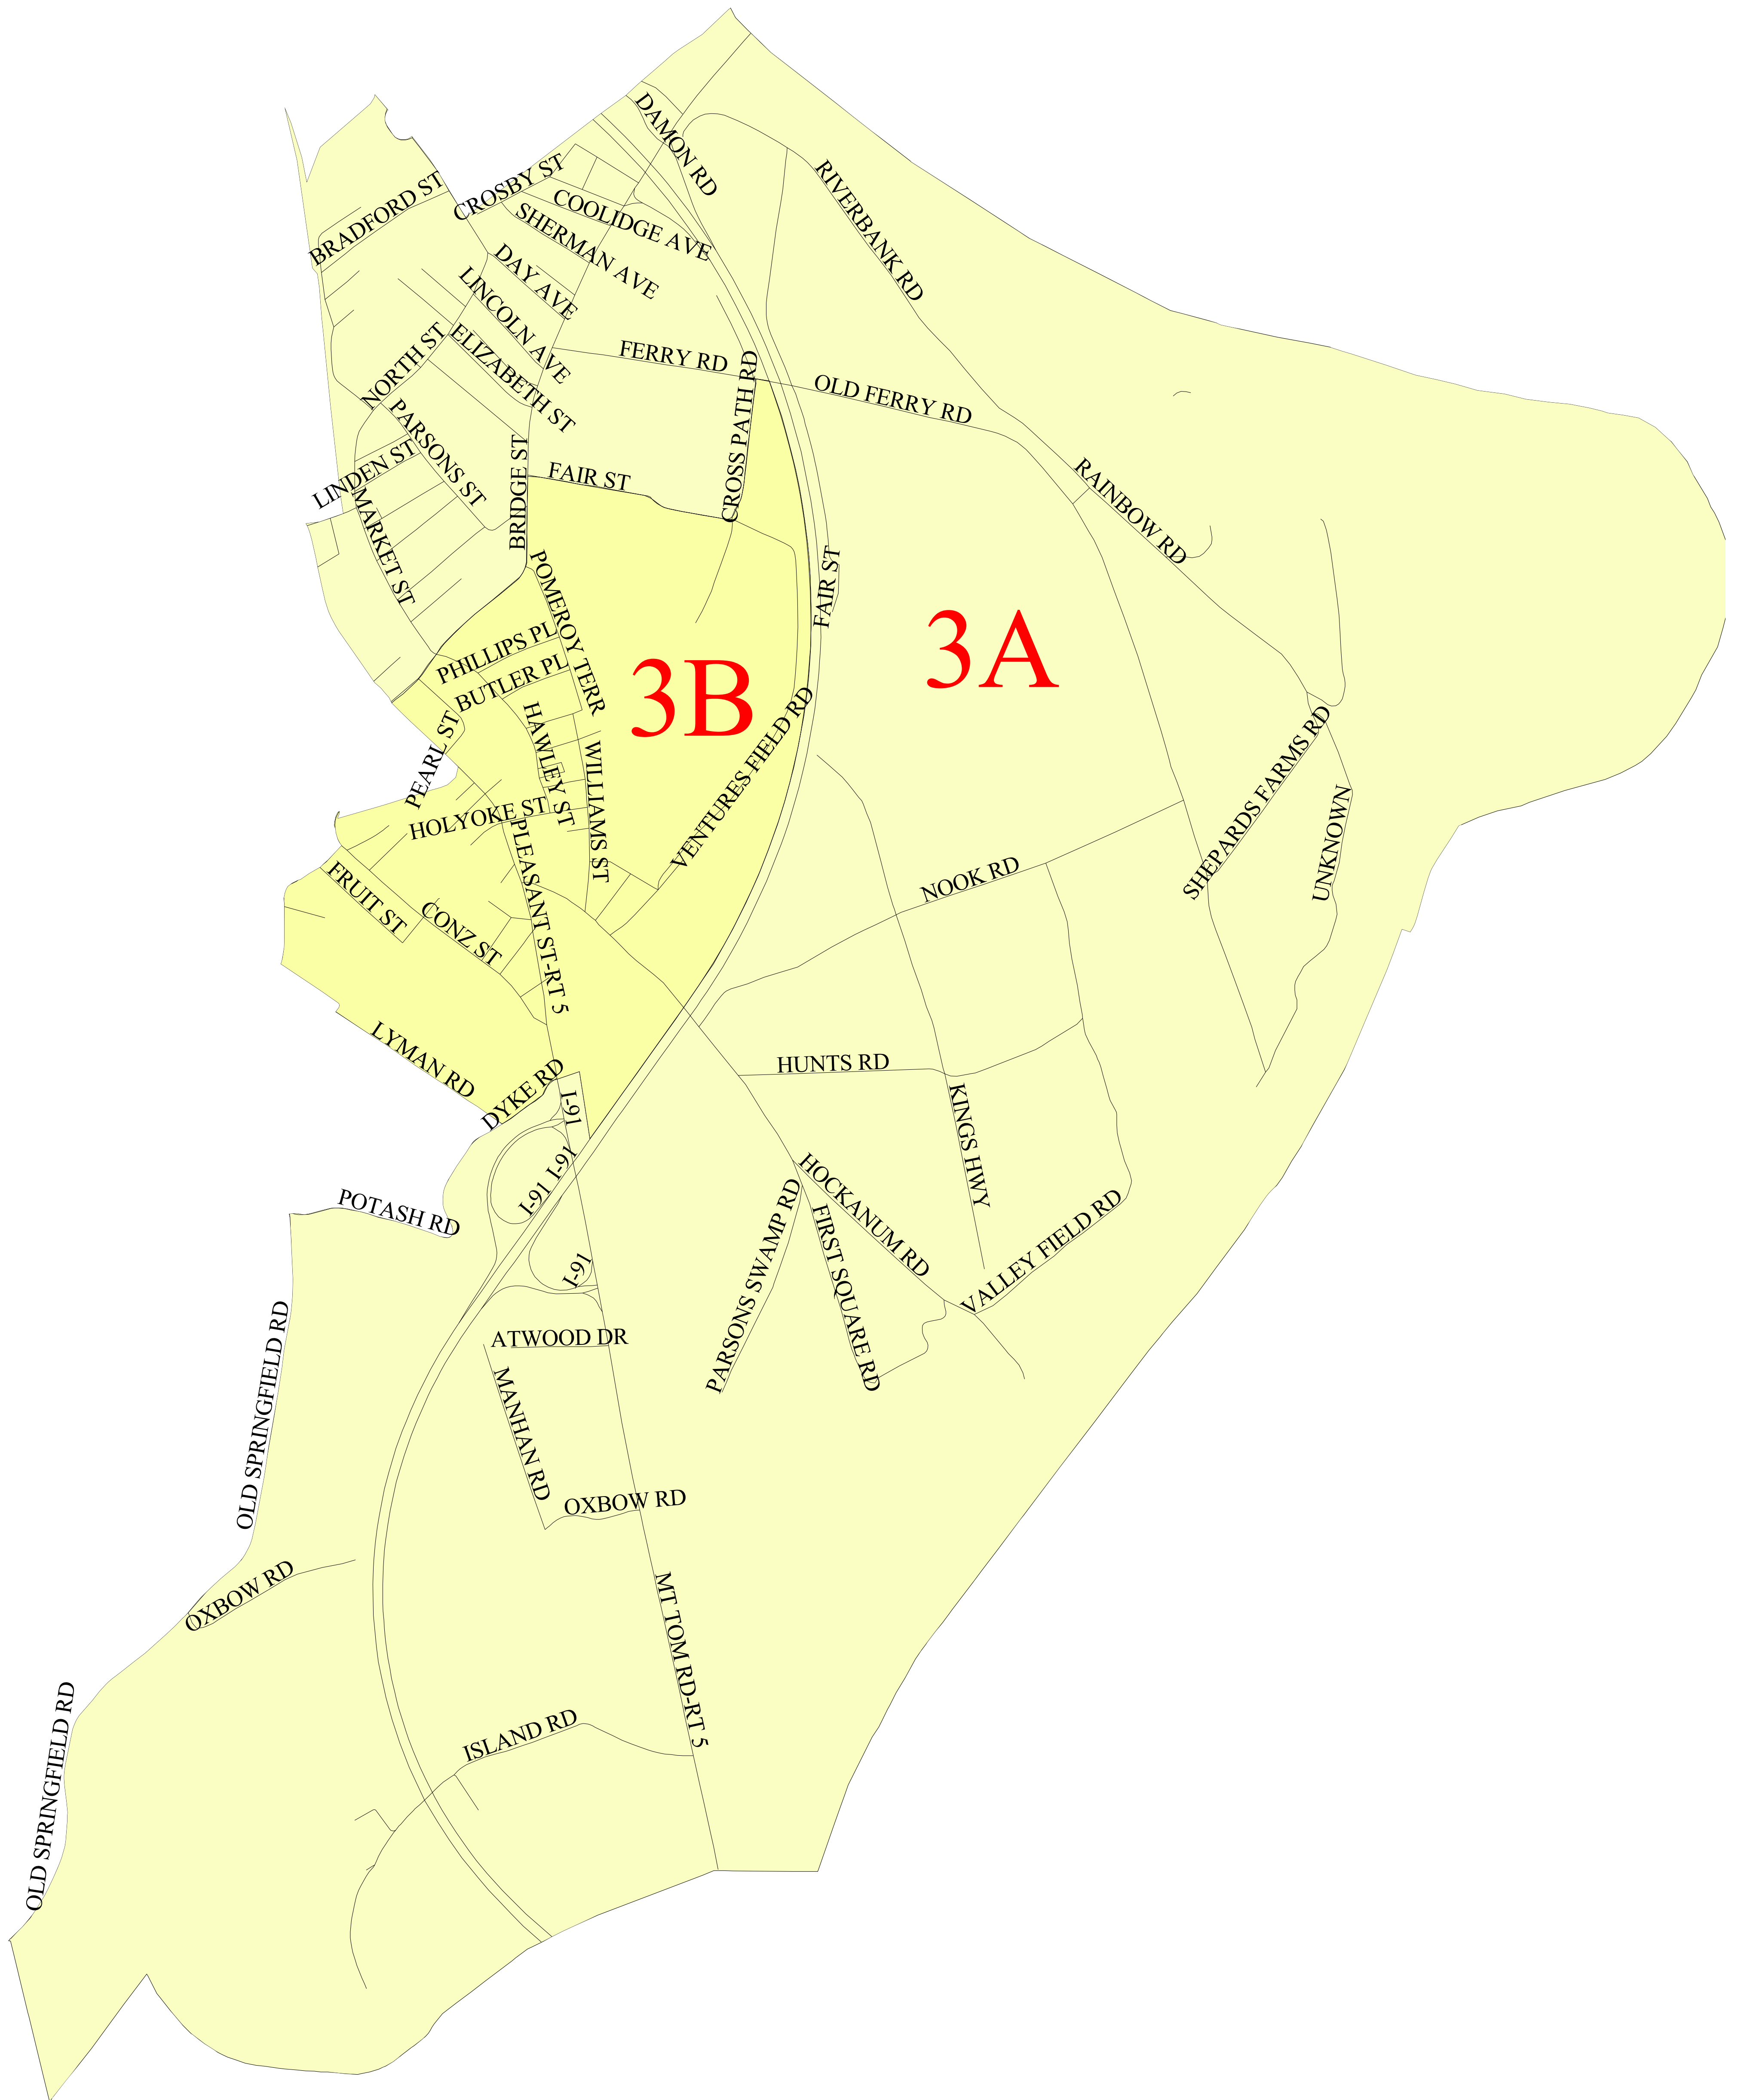 DAMON RD
CROSBY ST
BRADFORD ST
COOLIDGE AVE
SHERMAN AVE
RIVERBANK RD
DAY AVE
LINCOLN AVE
NORTH ST
ELIZABETH ST
FERRY RD
OLD FERRY RD
CROSS PATH RD
PARSONS ST
LINDEN ST
BRIDGE ST
FAIR ST
RAINBOW RD
MARKET ST
POMEROY TERR
FAIR ST
3A
PHILLIPS PL
3B
BUTLER PL
HAWLEY ST
PEARL ST
WILLIAMS ST
VENTURES FIELD RD
SHEPARDS FARMS RD
UNKNOWN
HOLYOKE ST
PLEASANT ST-RT 5
FRUIT ST
CONZ ST
NOOK RD
LYMAN RD
DYKE RD
HUNTS RD
I-91
KINGS HWY
I-91
I-91
HOCKANUM RD
POTASH RD
PARSONS SWAMP RD
FIRST SQUARE RD
VALLEY FIELD RD
I-91
ATWOOD DR
OLD SPRINGFIELD RD
MANHAN RD
OXBOW RD
OXBOW RD
MT TOM RD-RT 5
OLD SPRINGFIELD RD
ISLAND RD